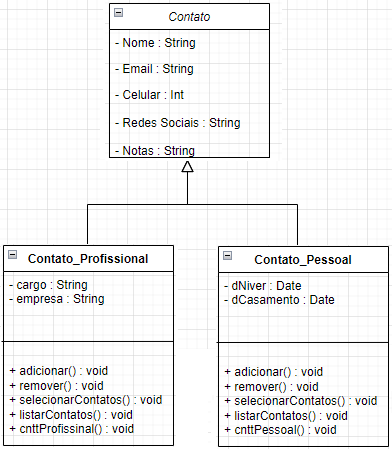 Contato
- Nome : String
- Email : String
- Celular : Int
- Redes Sociais : String
- Notas : String
Contato_Profissional
- cargo : String
- empresa : String
+ adicionar() : void
+ remover() : void
+ selecionarContatos() : void
+ listarContatos() : void
+ cnttProfissinal() : void
Contato_Pessoal
- dNiver : Date
- dCasamento : Date
+ adicionar() : void
+ remover() : void
+ selecionarContatos() : void
+ listarContatos() : void
+ cnttPessoal() : void